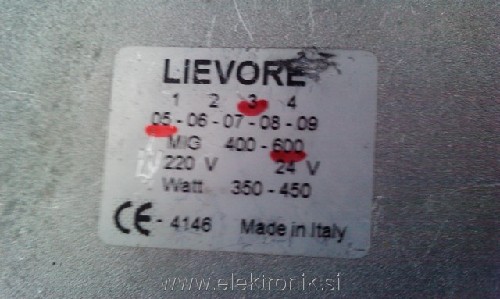 LIEVORE
1 2 3 4
05-06-07-08-09
MIG 400-600
220 V 24 V
Watt 350-450
CE-4146 Made in Italy
www.elektronik.si